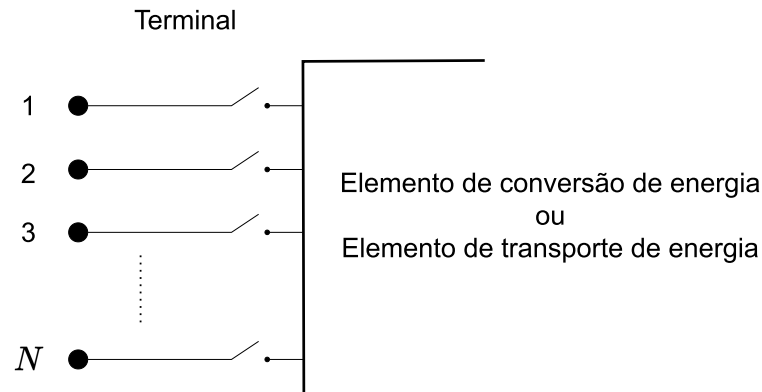 Terminal
1
2
3
N
Elemento de conversão de energia
ou
Elemento de transporte de energia